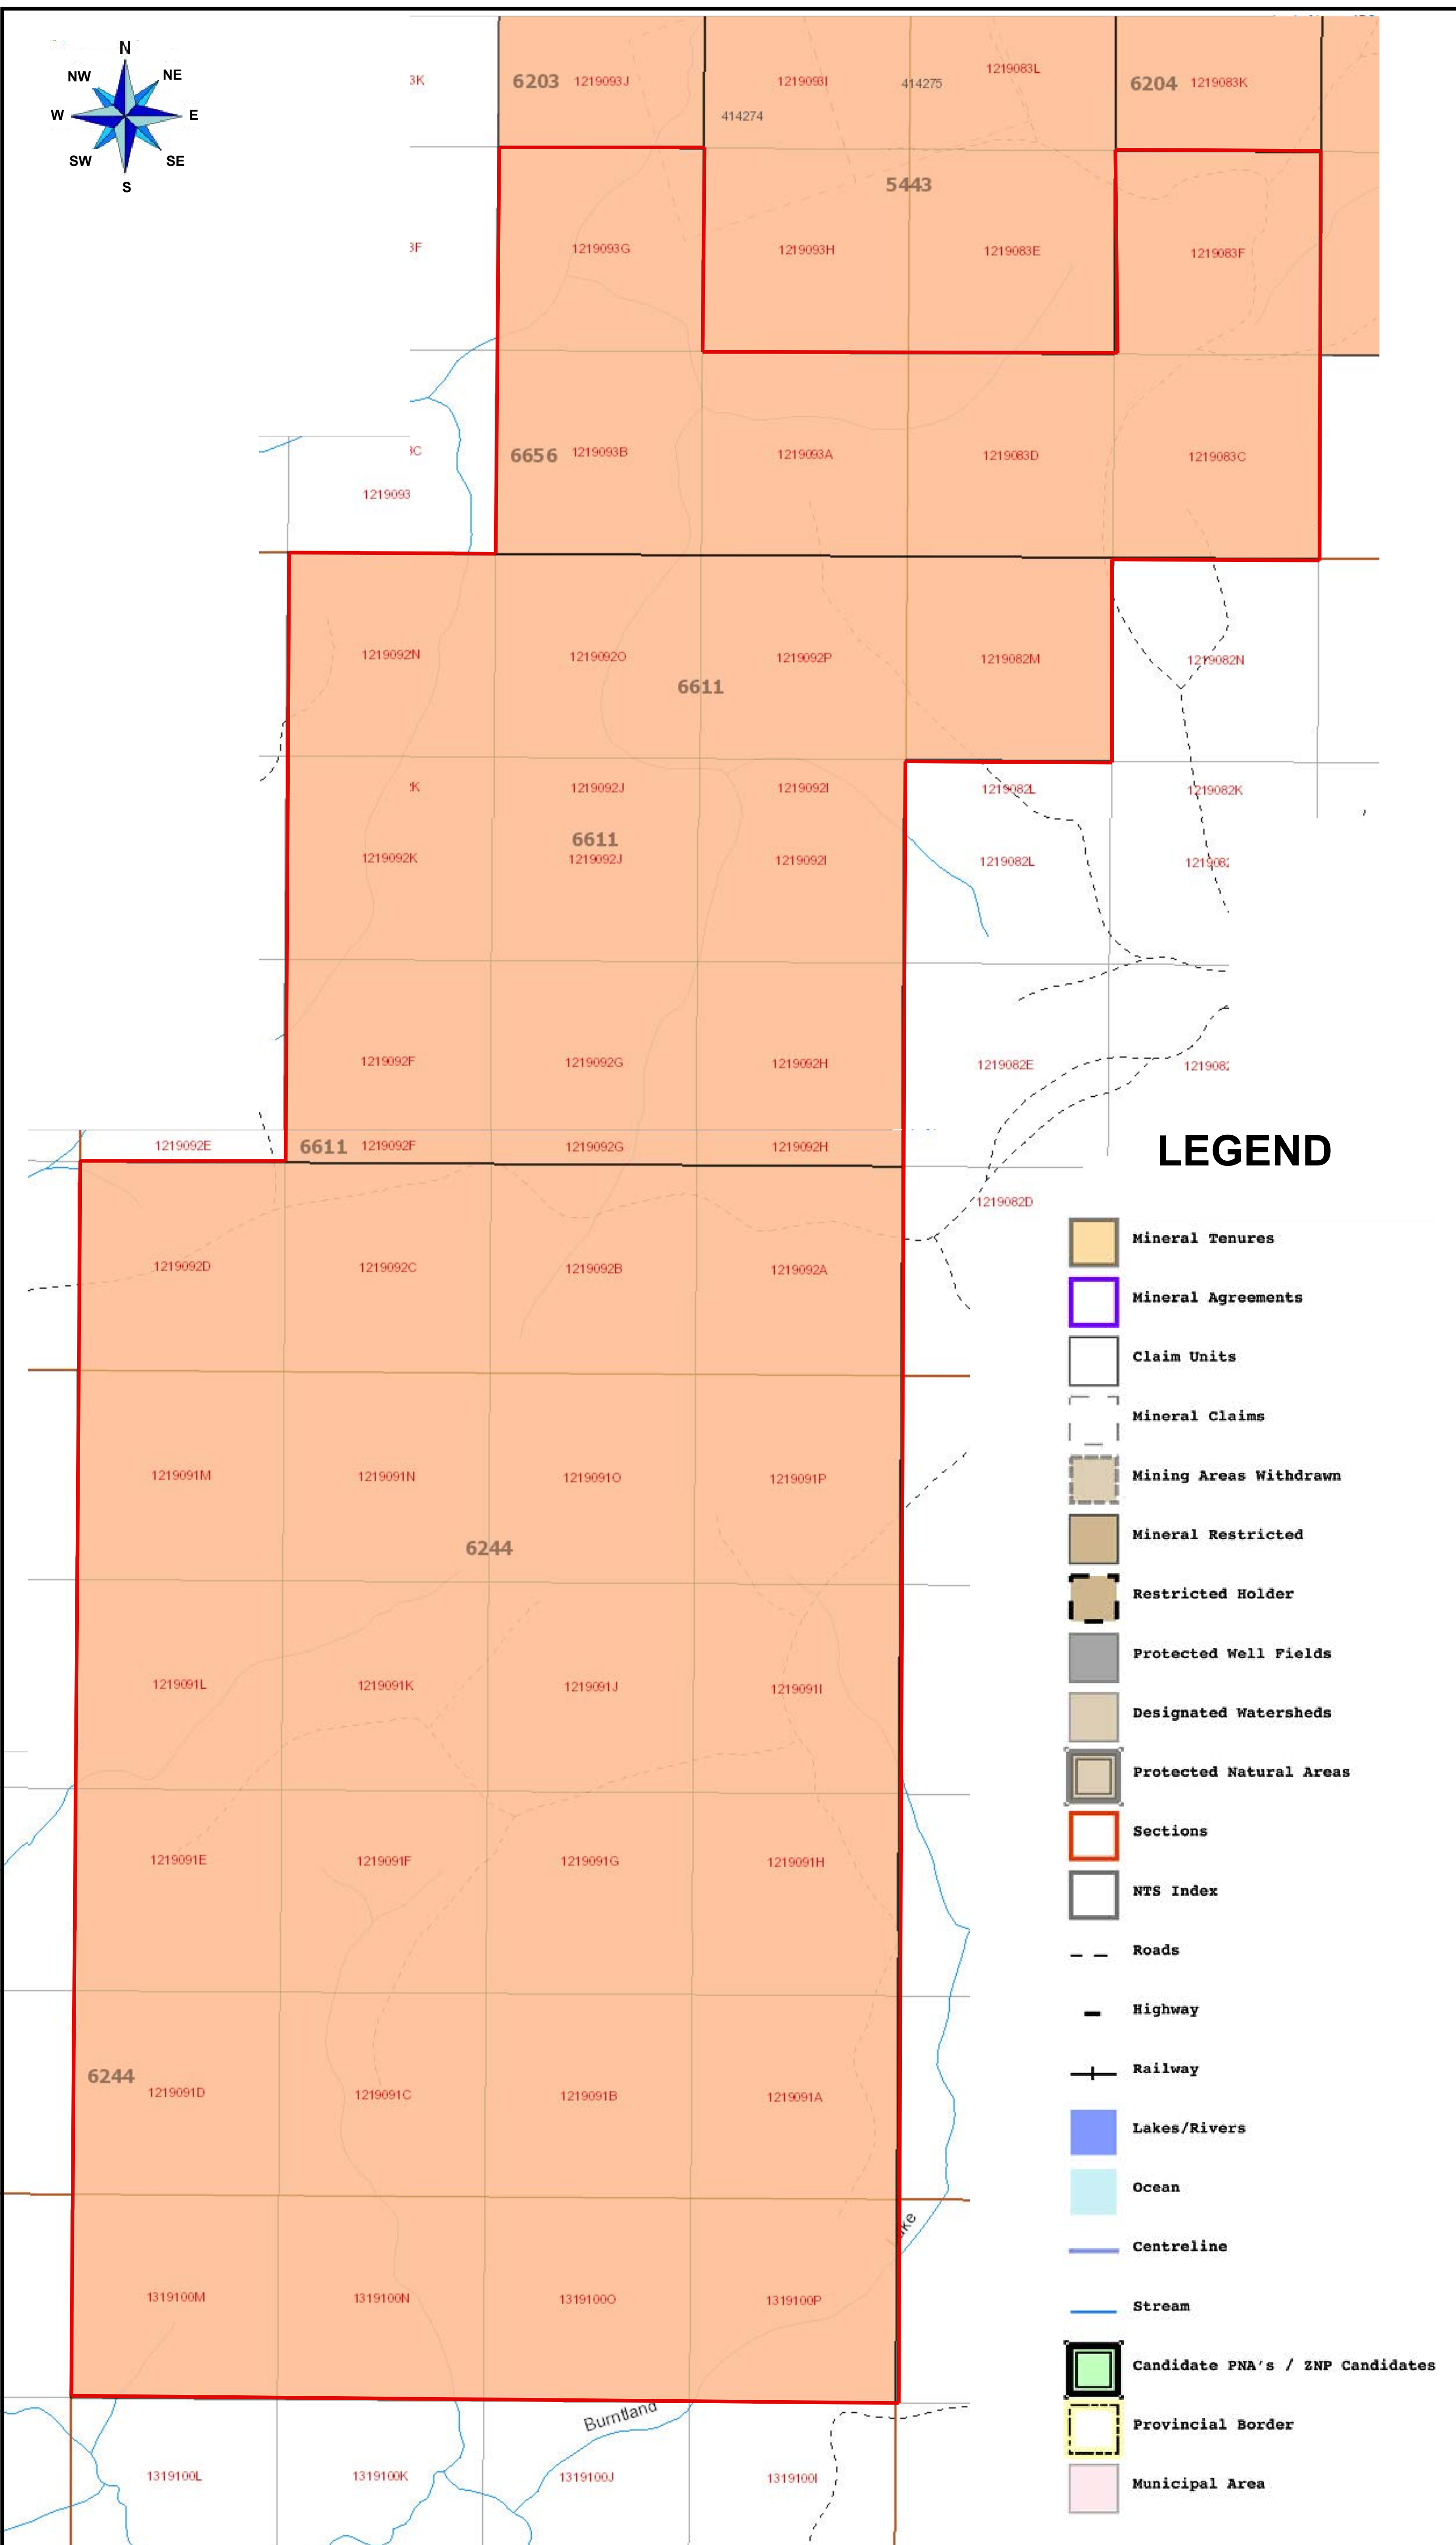 N
NW NE
W E
SW SE
S
3K 6203 1219093J 1219093I 414275 1219083L 6204 1219083K
414274
5443
3F 1219093G 1219093H 1219083E 1219083F
6656 1219093B 1219093A 1219083D 1219083C
1219093
1219092N 1219092O 1219092P 1219082M 1219082N
6611
1219092J 1219092I 1219082L 1219082K
6611
1219092K 1219092J 1219092I 1219082L 121908
1219092F 1219092G 1219092H 1219082E 121908
1219092E 6611 1219092F 1219092G 1219092H
1219082D
1219092D 1219092C 1219092B 1219092A
1219091M 1219091N 1219091O 1219091P
6244
1219091L 1219091K 1219091J 1219091I
1219091E 1219091F 1219091G 1219091H
6244
1219091D 1219091C 1219091B 1219091A
1319100M 1319100N 1319100O 1319100P
Burntland
1319100L 1319100K 1319100J 1319100I
LEGEND
Mineral Tenures
Mineral Agreements
Claim Units
Mineral Claims
Mining Areas Withdrawn
Mineral Restricted
Restricted Holder
Protected Well Fields
Designated Watersheds
Protected Natural Areas
Sections
NTS Index
Roads
Highway
Railway
Lakes/Rivers
Ocean
Centreline
Stream
Candidate PNA's / ZNP Candidates
Provincial Border
Municipal Area